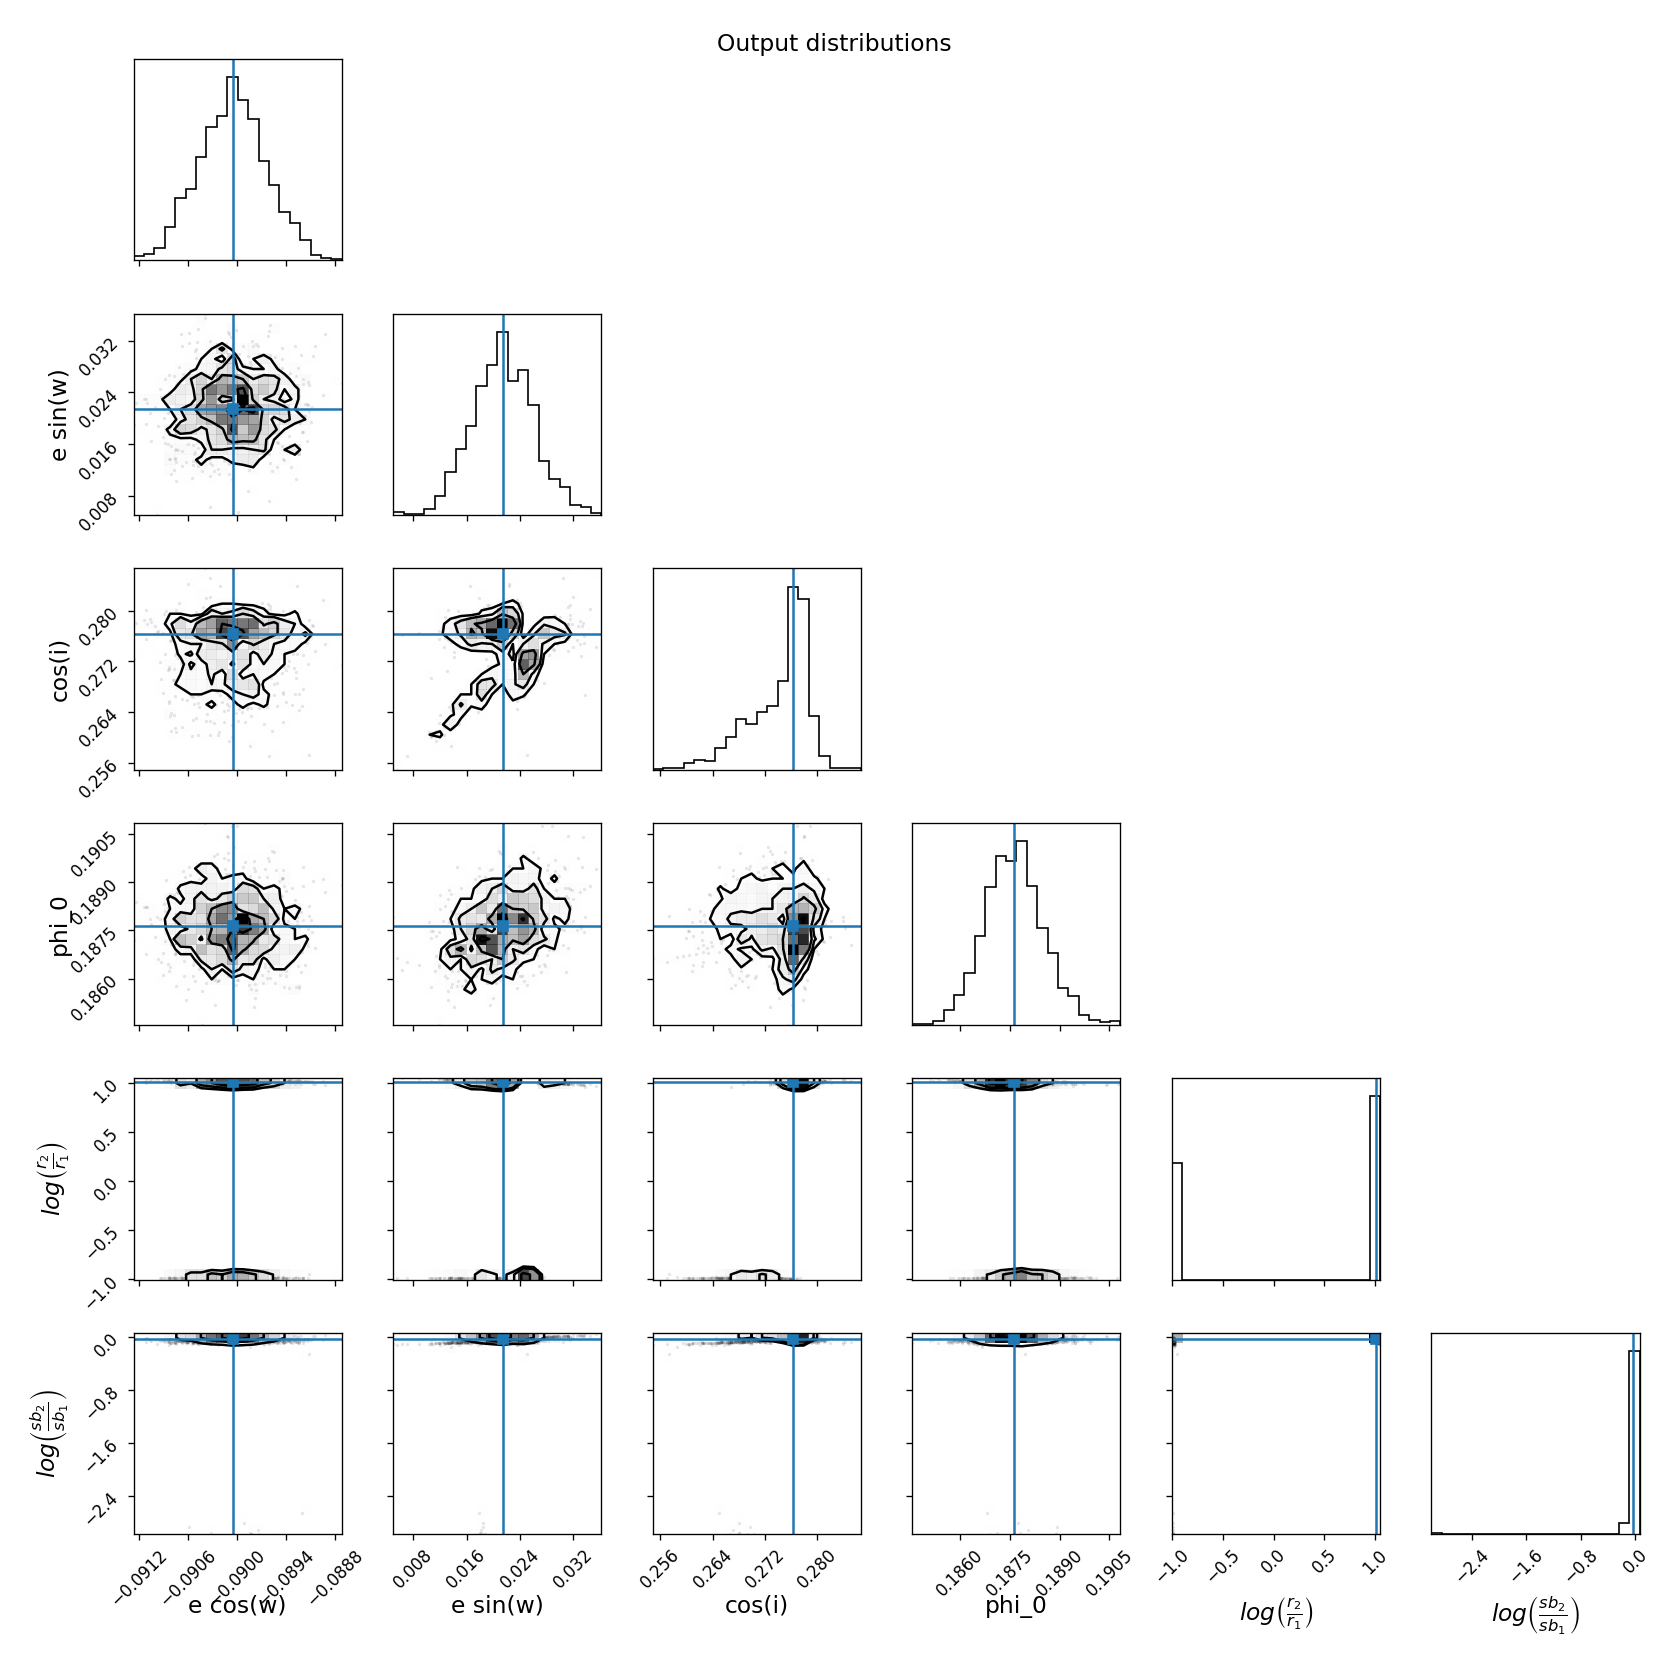 Output distributions
e sin(w)
0.032
0.024
0.016
0.008
cos(i)
0.280
0.272
0.264
0.256
phi_0
0.1905
0.1890
0.1875
0.1860
log(r2/r1)
1.0
0.5
0.0
−0.5
−1.0
log(sb2/sb1)
0.0
−0.8
−1.6
−2.4
−0.0912 −0.0906 −0.0900 −0.0894 −0.0888
0.008 0.016 0.024 0.032
0.256 0.264 0.272 0.280
0.1860 0.1875 0.1890 0.1905
−1.0 −0.5 0.0 0.5 1.0
−2.4 −1.6 −0.8 0.0
e cos(w) e sin(w) cos(i) phi_0 log(r2/r1) log(sb2/sb1)